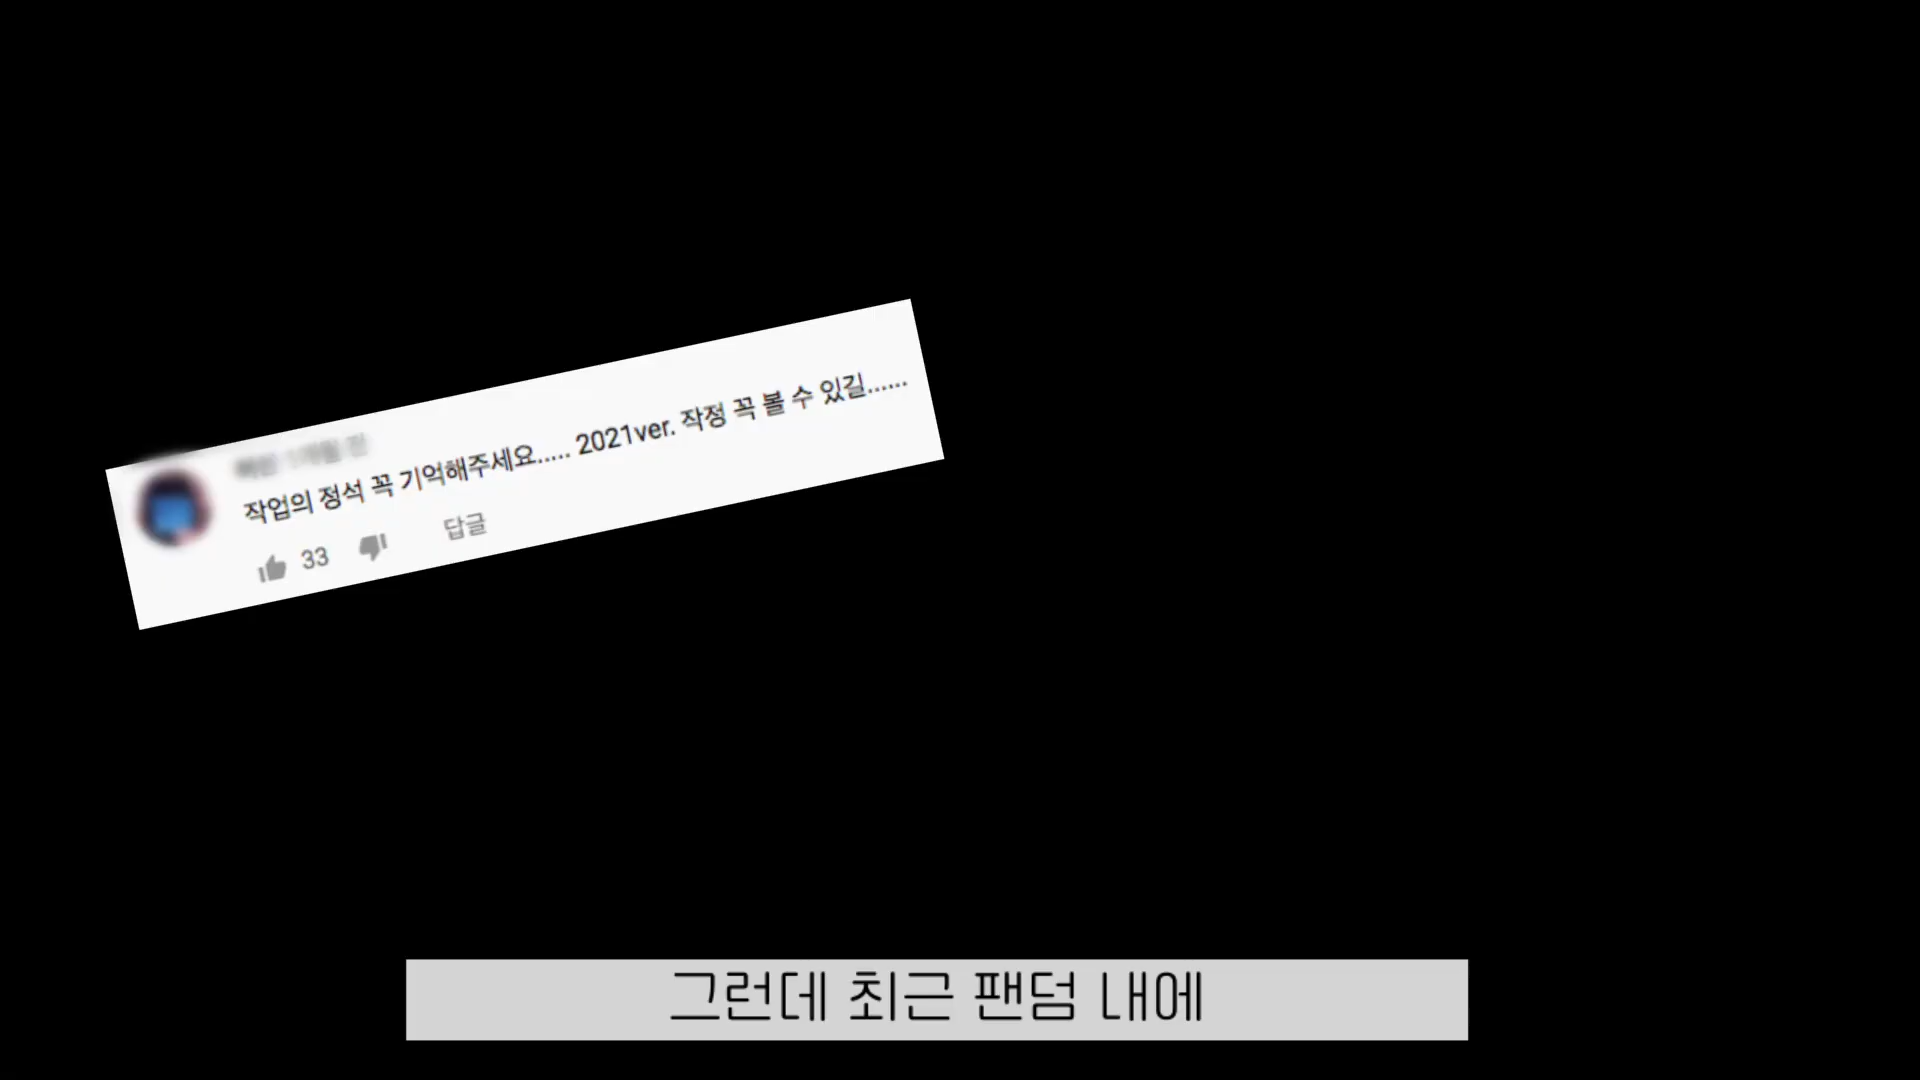 작업의 정석 꼭 기억해주세요..... 2021ver. 작정 꼭 볼 수 있길......
33 답글
그런데 최근 팬덤 내에